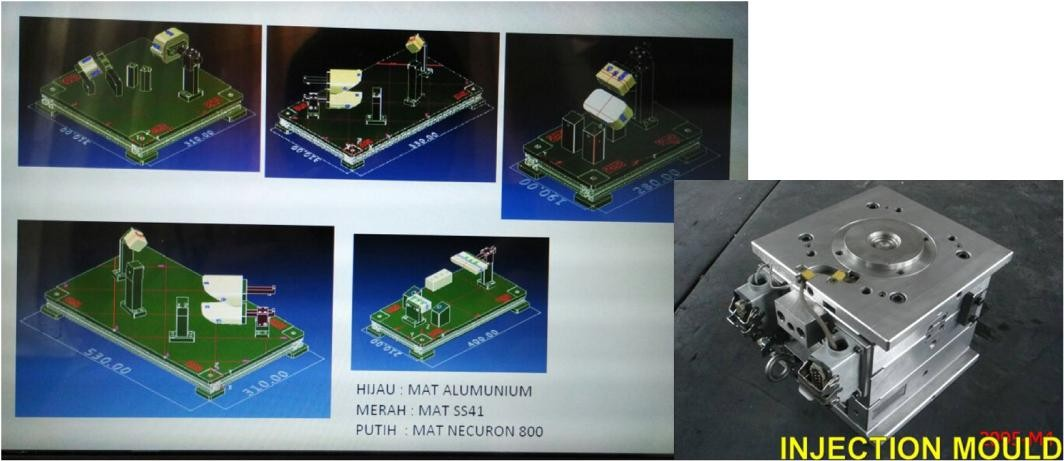 310.00
310.00
310.00
530.00
190.00
280.00
530.00
310.00
210.00
400.00
HIJAU : MAT ALUMUNIUM
MERAH : MAT SS41
PUTIH : MAT NECURON 800
INJECTION MOULD